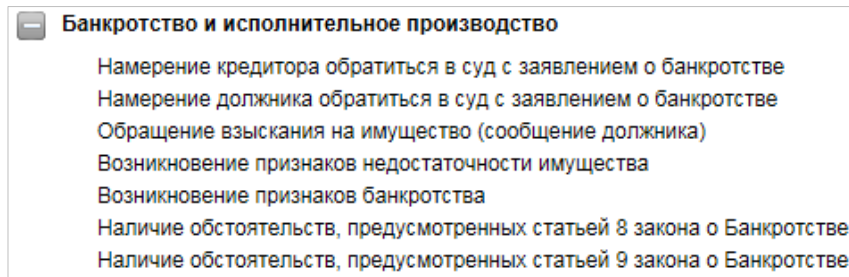 Банкротство и исполнительное производство
Намерение кредитора обратиться в суд с заявлением о банкротстве
Намерение должника обратиться в суд с заявлением о банкротстве
Обращение взыскания на имущество (сообщение должника)
Возникновение признаков недостаточности имущества
Возникновение признаков банкротства
Наличие обстоятельств, предусмотренных статьей 8 закона о Банкротстве
Наличие обстоятельств, предусмотренных статьей 9 закона о Банкротстве